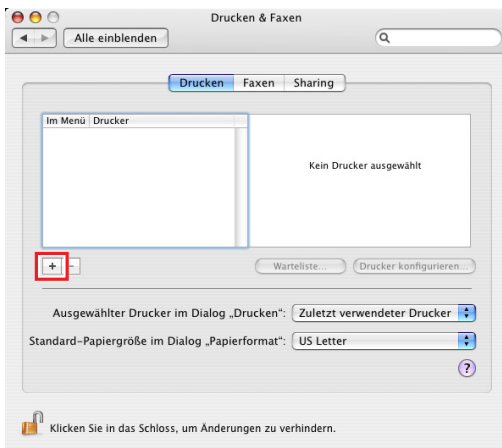 Drucken & Faxen
Alle einblenden
Drucken Faxen Sharing
Im Menü Drucker
Kein Drucker ausgewählt
+ -
Warteliste... Drucker konfigurieren...
Ausgewählter Drucker im Dialog „Drucken“: Zuletzt verwendeter Drucker
Standard-Papiergröße im Dialog „Papierformat“: US Letter
?
Klicken Sie in das Schloss, um Änderungen zu verhindern.